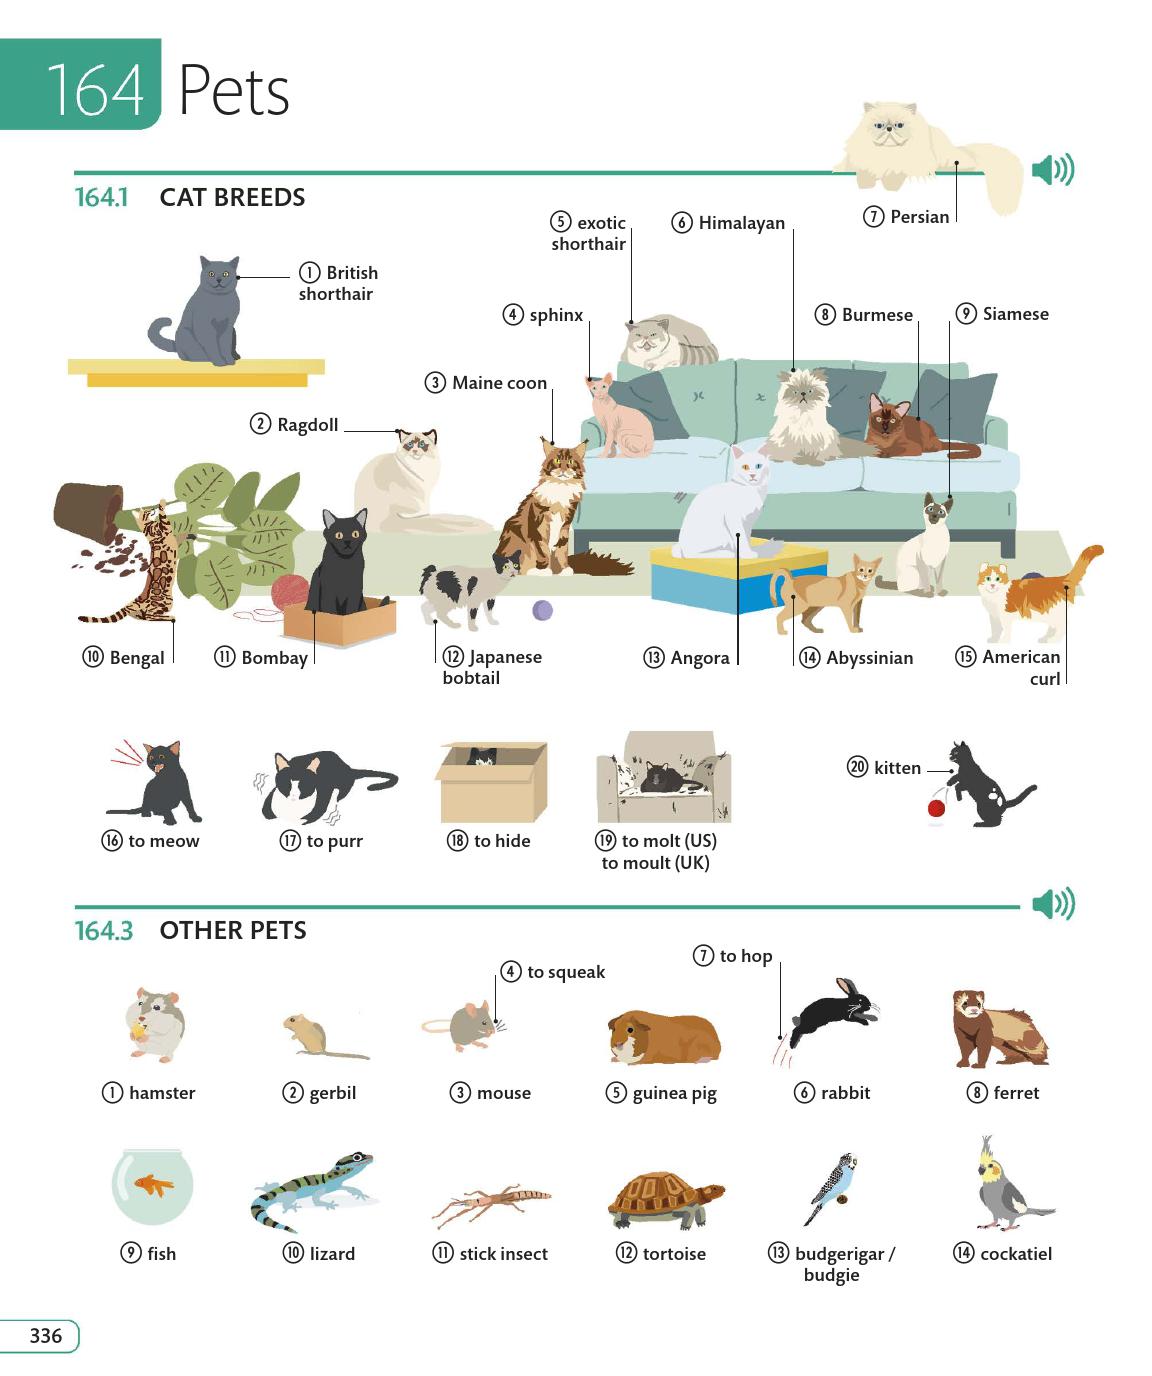 164 Pets
164.1 CAT BREEDS
1 British
shorthair
2 Ragdoll
3 Maine coon
4 sphinx
5 exotic
shorthair
6 Himalayan
7 Persian
8 Burmese
9 Siamese
10 Bengal
11 Bombay
12 Japanese
bobtail
13 Angora
14 Abyssinian
15 American
curl
16 to meow
17 to purr
18 to hide
19 to molt (US)
to moult (UK)
20 kitten
164.3 OTHER PETS
1 hamster
2 gerbil
3 mouse
4 to squeak
5 guinea pig
6 rabbit
7 to hop
8 ferret
9 fish
10 lizard
11 stick insect
12 tortoise
13 budgerigar /
budgie
14 cockatiel
336